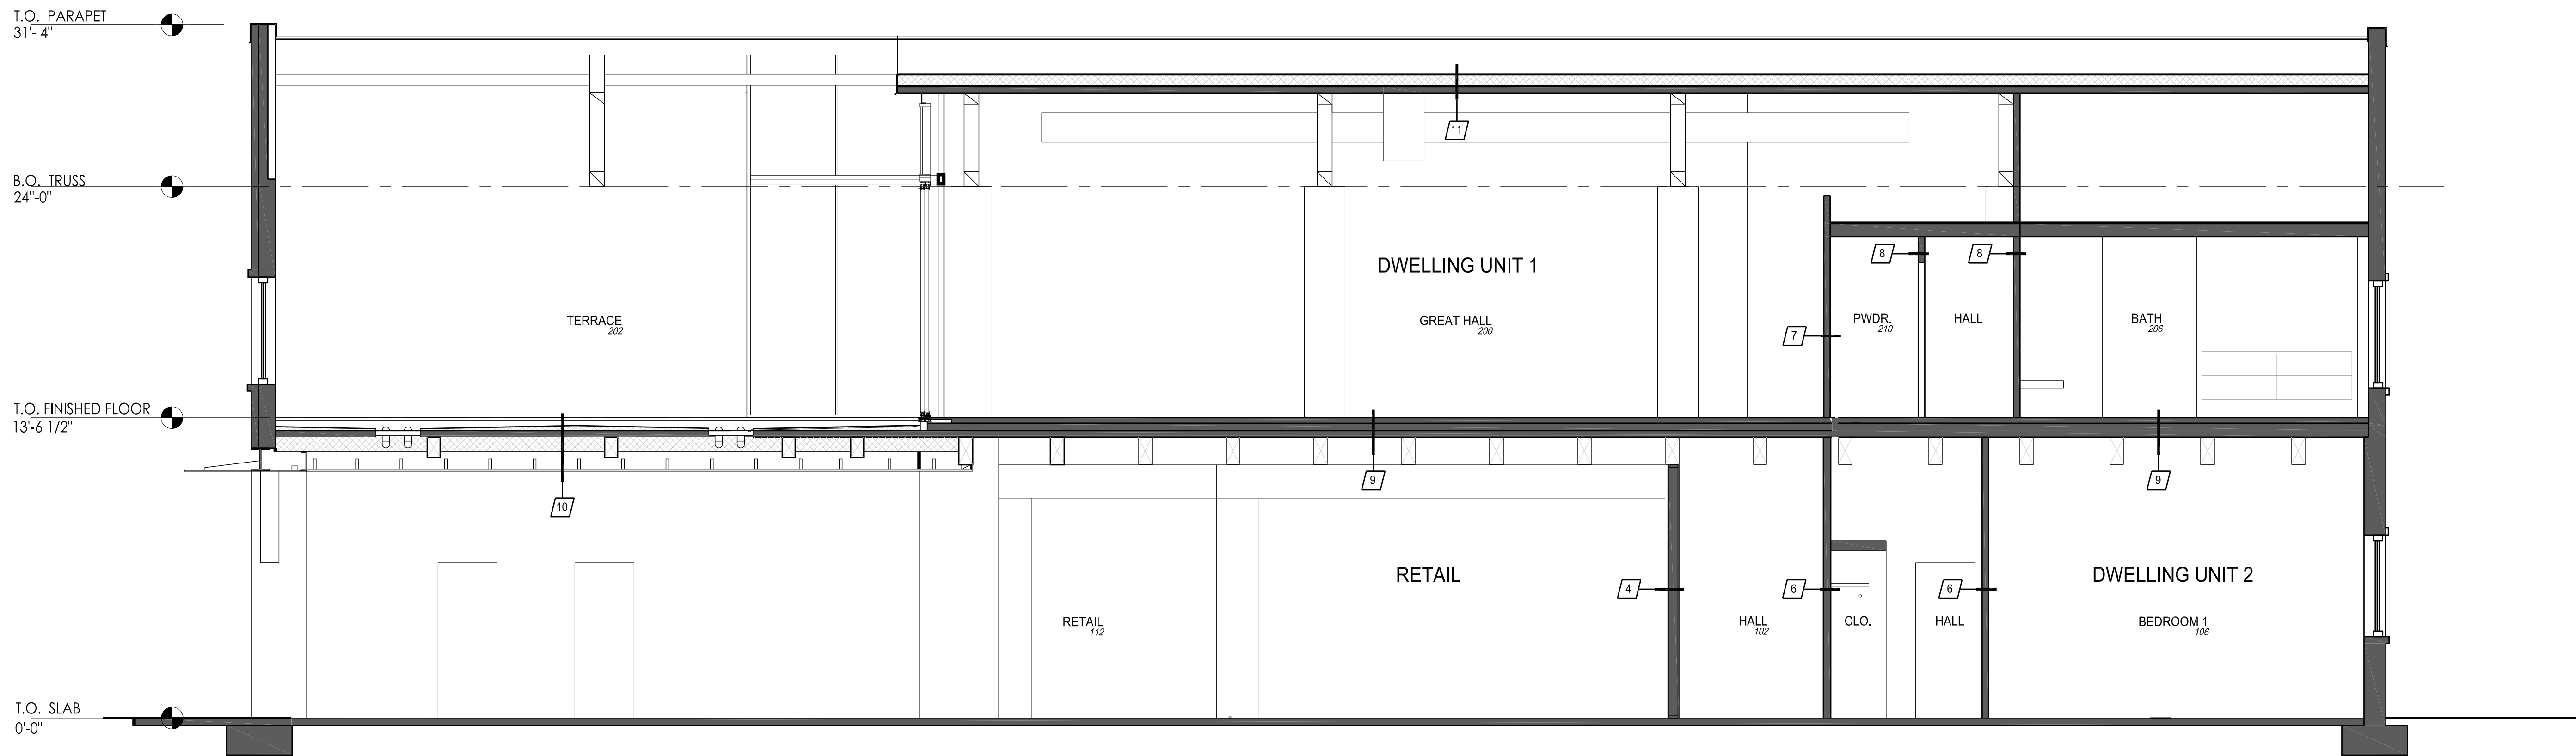 T.O. PARAPET
31'- 4"
11
B.O. TRUSS
24"-0"
DWELLING UNIT 1
8
8
TERRACE
202
GREAT HALL
200
7
PWDR.
210
HALL
BATH
206
T.O. FINISHED FLOOR
13'-6 1/2"
10
9
9
RETAIL
DWELLING UNIT 2
4
6
6
RETAIL
112
HALL
102
CLO.
HALL
BEDROOM 1
106
T.O. SLAB
0'-0"